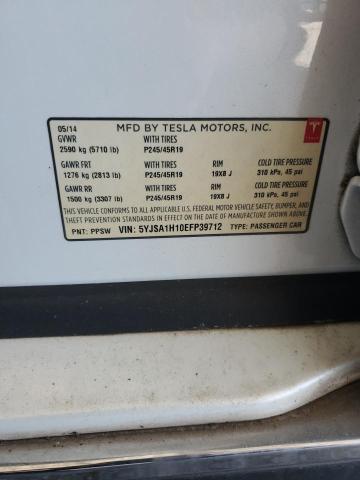 05/14 MFD BY TESLA MOTORS, INC.
GVWR WITH TIRES
2590 kg (5710 lb) P245/45R19
GAWR FRT WITH TIRES RIM COLD TIRE PRESSURE
1276 kg (2813 lb) P245/45R19 19X8 J 310 kPa, 45 psi
GAWR RR WITH TIRES RIM COLD TIRE PRESSURE
1500 kg (3307 lb) P245/45R19 19X8 J 310 kPa, 45 psi
THIS VEHICLE CONFORMS TO ALL APPLICABLE U.S. FEDERAL MOTOR VEHICLE
SAFETY, BUMPER, AND THEFT PREVENTION STANDARDS IN EFFECT ON THE
DATE OF MANUFACTURE SHOWN ABOVE.
PNT: PPSW VIN: 5YJSA1H10EFP39712 TYPE: PASSENGER CAR
TESLA